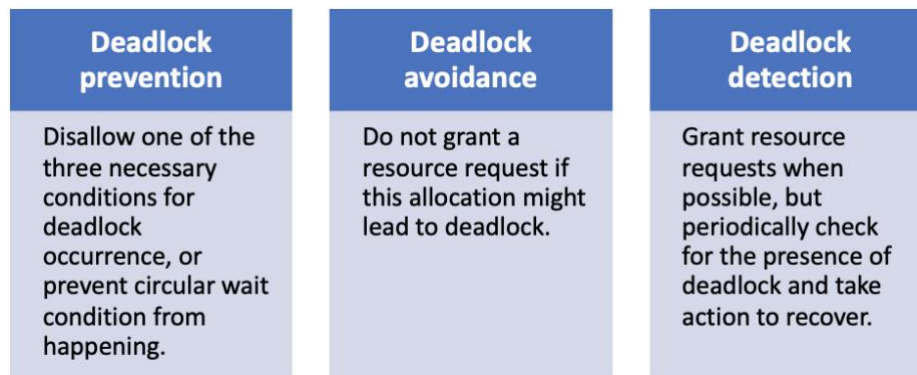 Deadlock
prevention
Disallow one of the
three necessary
conditions for
deadlock
occurrence, or
prevent circular wait
condition from
happening.
Deadlock
avoidance
Do not grant a
resource request if
this allocation might
lead to deadlock.
Deadlock
detection
Grant resource
requests when
possible, but
periodically check
for the presence of
deadlock and take
action to recover.